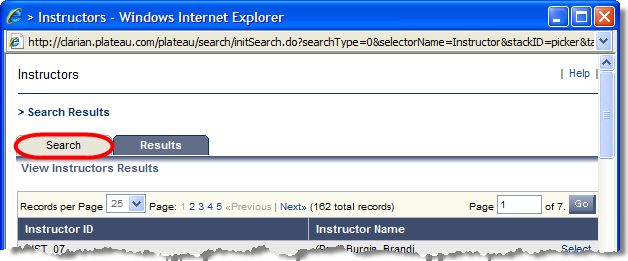 > Instructors - Windows Internet Explorer
http://clarian.plateau.com/plateau/search/initSearch.do?searchType=0&selectorName=Instructor&stackID=picker&ta
Instructors | Help |
> Search Results
Search Results
View Instructors Results
Records per Page 25 Page: 1 2 3 4 5 «Previous | Next» (162 total records) Page 1 of 7. Go
Instructor ID Instructor Name
Burgin, Brandi Select